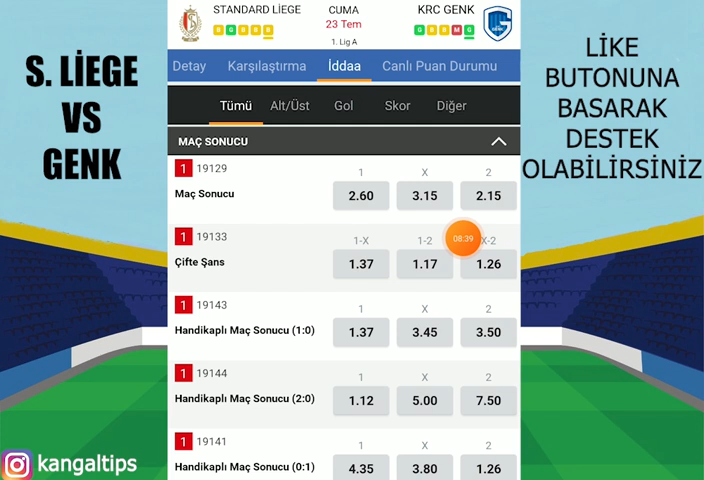 S. LİEGE
VS
GENK
STANDARD LİEGE
B G B B B
CUMA
23 Tem
1. Lig A
KRC GENK
G B B M G
Detay Karşılaştırma İddaa Canlı Puan Durumu
Tümü Alt/Üst Gol Skor Diğer
MAÇ SONUCU
1 19129
Maç Sonucu
1 X 2
2.60 3.15 2.15
1 19133
Çifte Şans
1-X 1-2 X-2
08:39
1.37 1.17 1.26
1 19143
Handikaplı Maç Sonucu (1:0)
1 X 2
1.37 3.45 3.50
1 19144
Handikaplı Maç Sonucu (2:0)
1 X 2
1.12 5.00 7.50
1 19141
Handikaplı Maç Sonucu (0:1)
1 X 2
4.35 3.80 1.26
LİKE
BUTONUNA
BASARAK
DESTEK
OLABİLİRSİNİZ
kangaltips